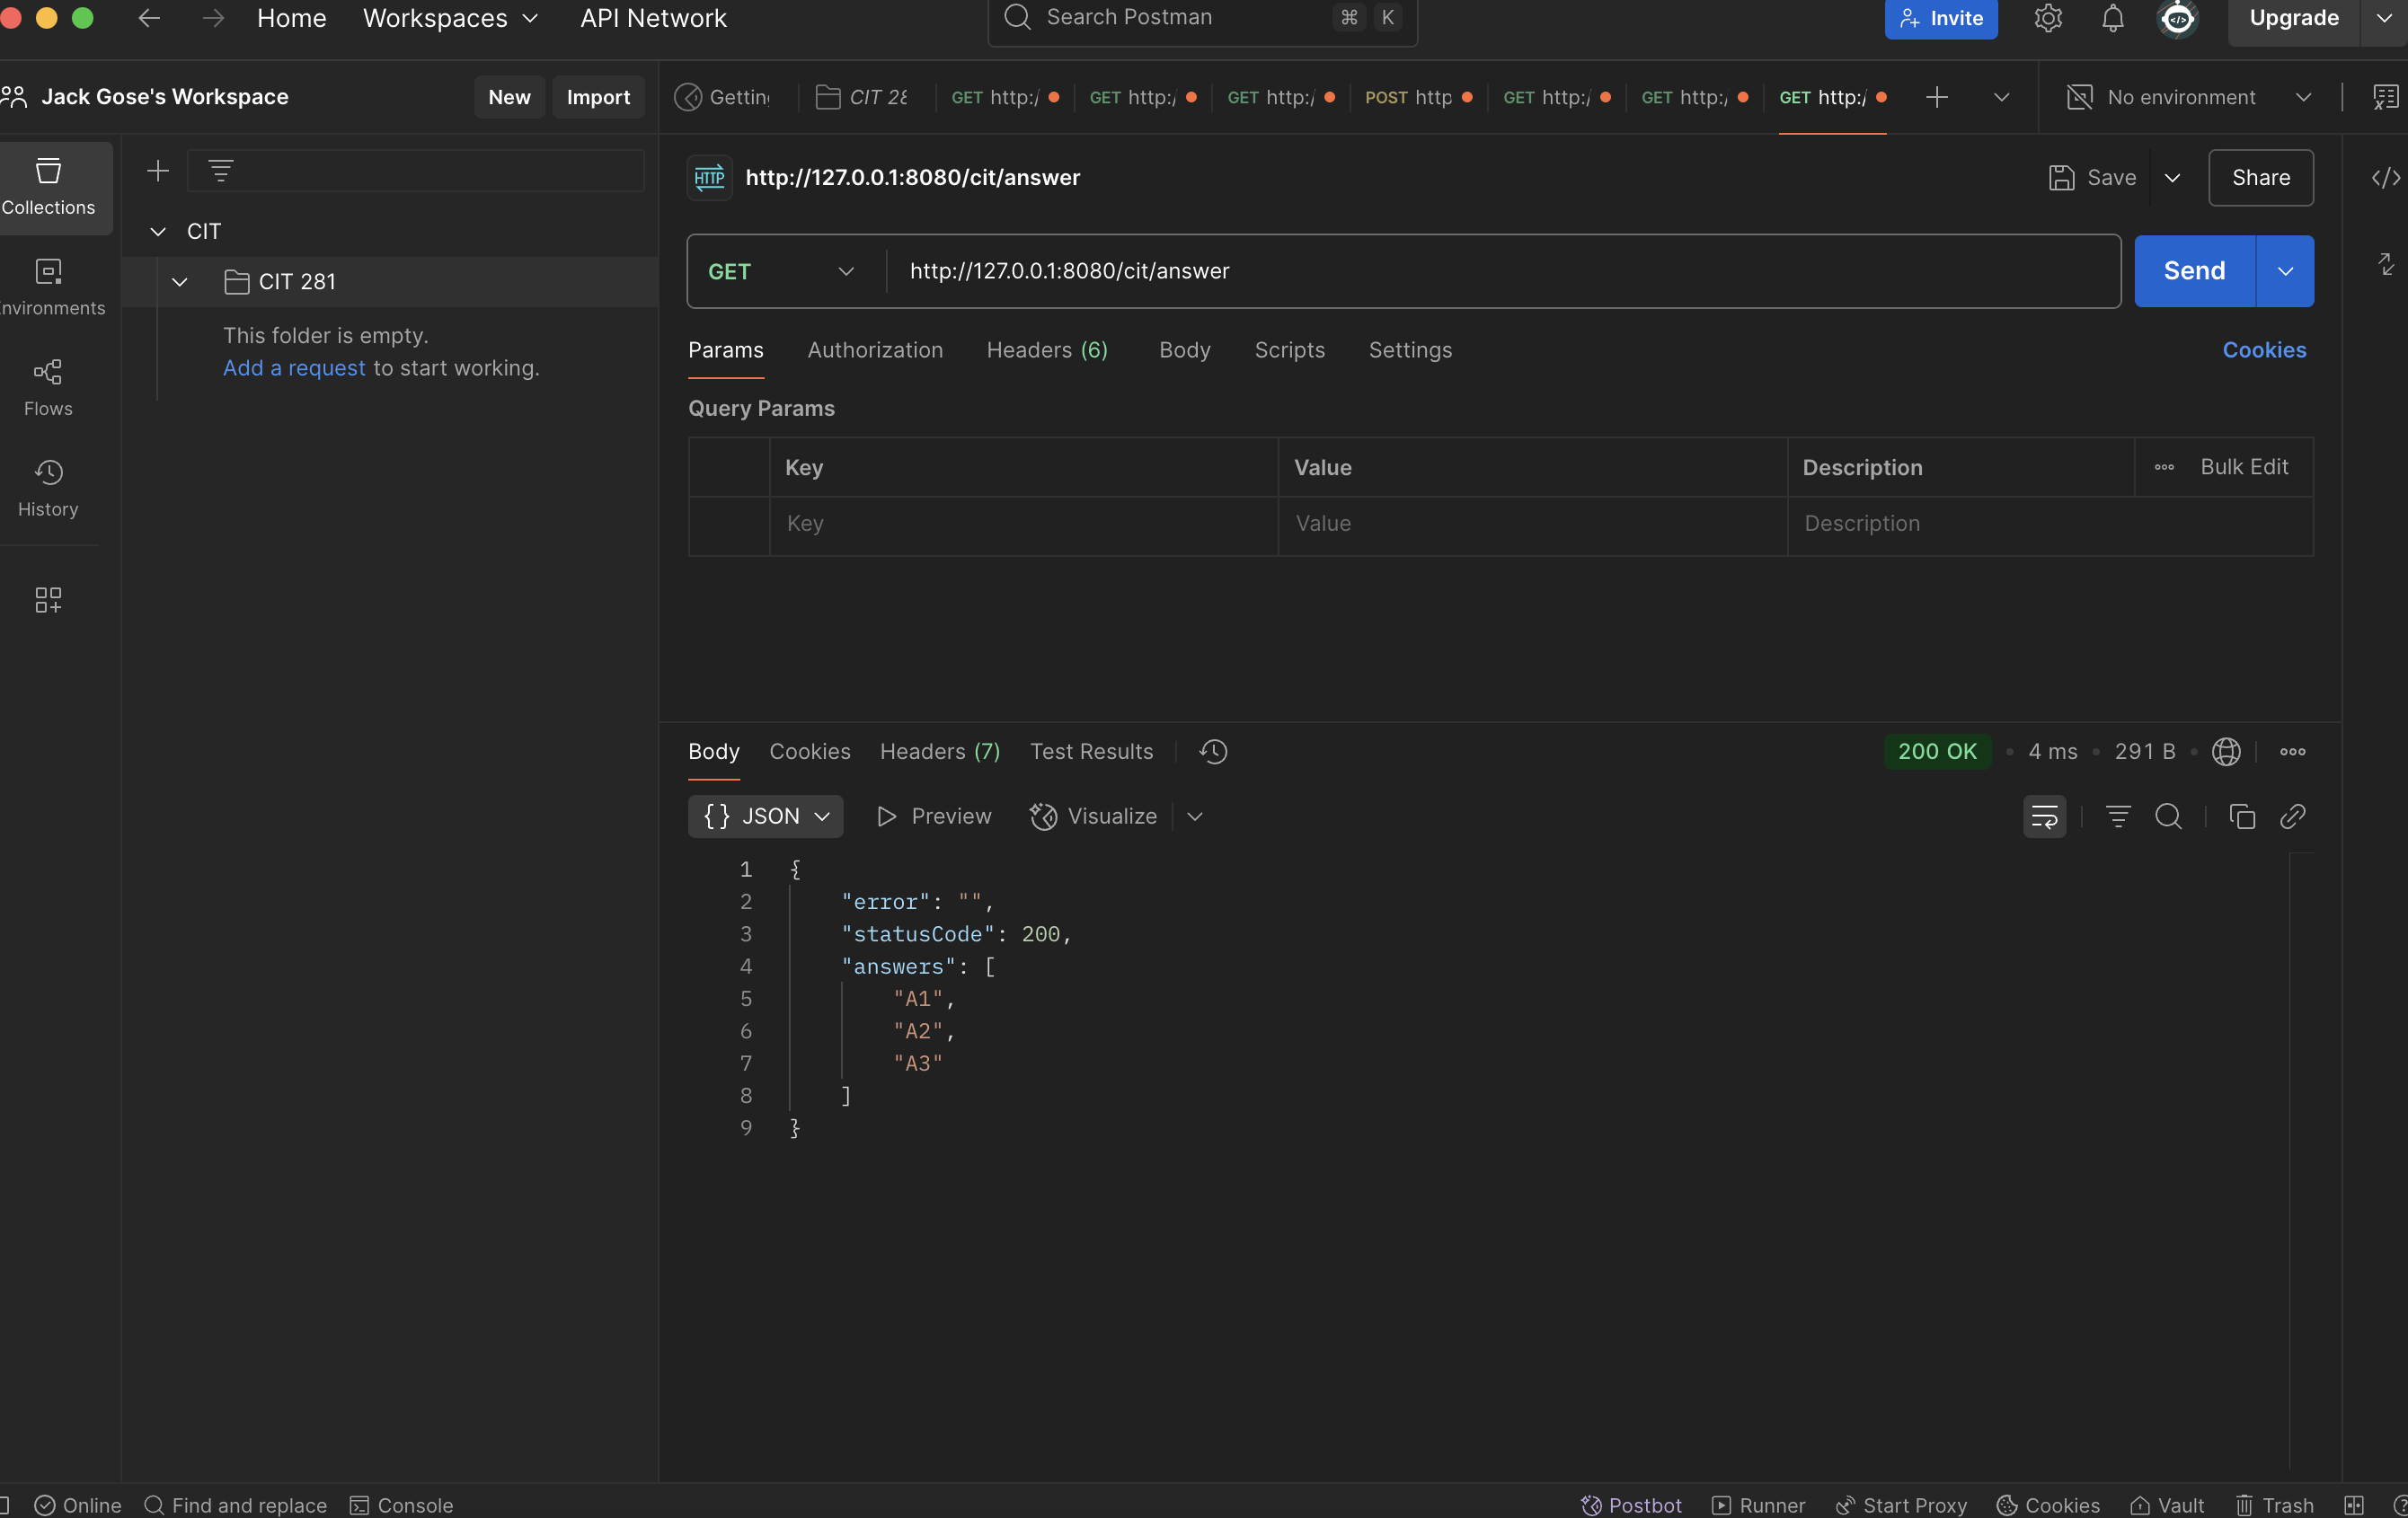 Home Workspaces API Network Search Postman ⌘ K Invite Upgrade
Jack Gose's Workspace New Import
Getting CIT 28 GET http:/ GET http:/ GET http:/ POST http GET http:/ GET http:/ GET http:/ No environment
Collections
Environments
Flows
History
CIT
CIT 281
This folder is empty.
Add a request to start working.
HTTP http://127.0.0.1:8080/cit/answer Save Share
GET http://127.0.0.1:8080/cit/answer Send
Params Authorization Headers (6) Body Scripts Settings Cookies
Query Params
Key Value Description Bulk Edit
Key Value Description
Body Cookies Headers (7) Test Results 200 OK • 4 ms • 291 B
{} JSON Preview Visualize
1 {
2 "error": "",
3 "statusCode": 200,
4 "answers": [
5 "A1",
6 "A2",
7 "A3"
8 ]
9 }
Online Find and replace Console Postbot Runner Start Proxy Cookies Vault Trash